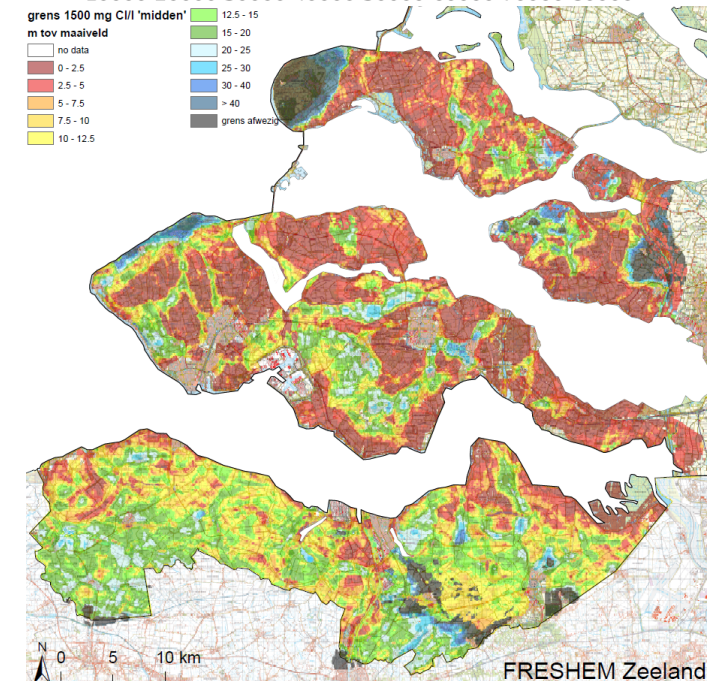 grens 1500 mg Cl/l 'midden'
m tov maaiveld
no data
0 - 2.5
2.5 - 5
5 - 7.5
7.5 - 10
10 - 12.5
12.5 - 15
15 - 20
20 - 25
25 - 30
30 - 40
> 40
grens afwezig
N
0 5 10 km
FRESHEM Zeeland